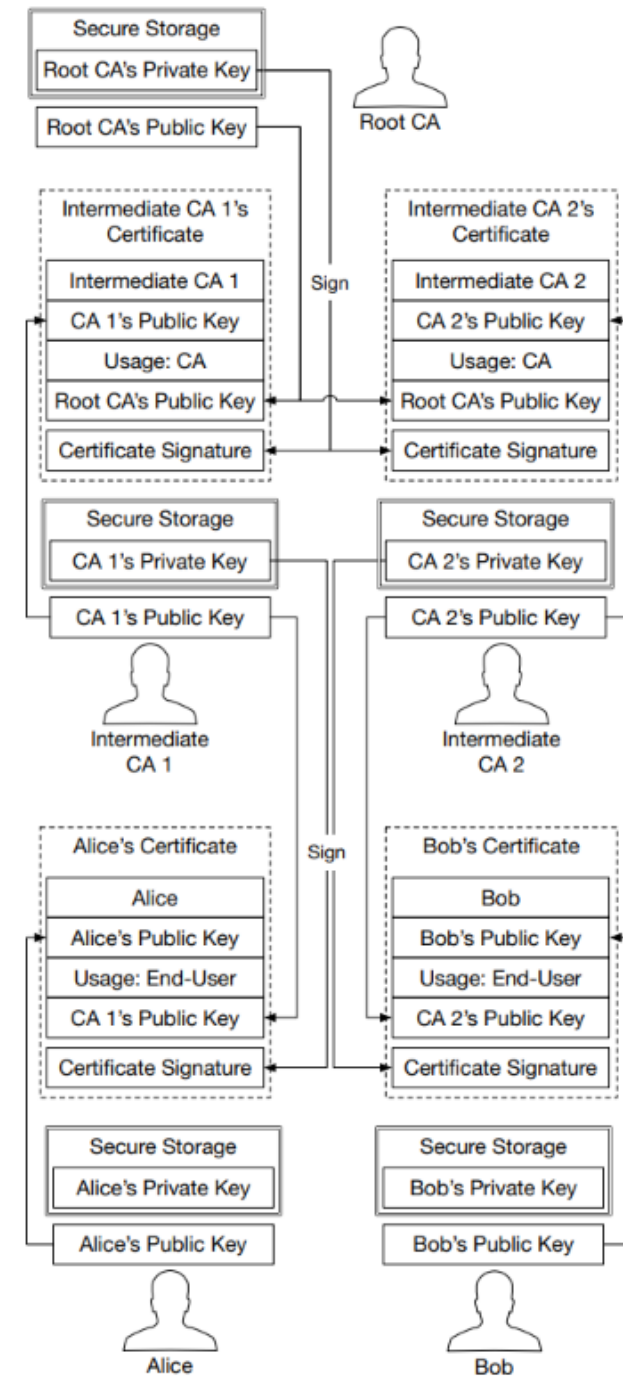 Secure Storage
Root CA's Private Key
Root CA's Public Key
Root CA
Intermediate CA 1's
Certificate
Intermediate CA 1
CA 1's Public Key
Usage: CA
Root CA's Public Key
Certificate Signature
Sign
Intermediate CA 2's
Certificate
Intermediate CA 2
CA 2's Public Key
Usage: CA
Root CA's Public Key
Certificate Signature
Secure Storage
CA 1's Private Key
CA 1's Public Key
Intermediate
CA 1
Secure Storage
CA 2's Private Key
CA 2's Public Key
Intermediate
CA 2
Alice's Certificate
Alice
Alice's Public Key
Usage: End-User
CA 1's Public Key
Certificate Signature
Sign
Bob's Certificate
Bob
Bob's Public Key
Usage: End-User
CA 2's Public Key
Certificate Signature
Secure Storage
Alice's Private Key
Alice's Public Key
Alice
Secure Storage
Bob's Private Key
Bob's Public Key
Bob